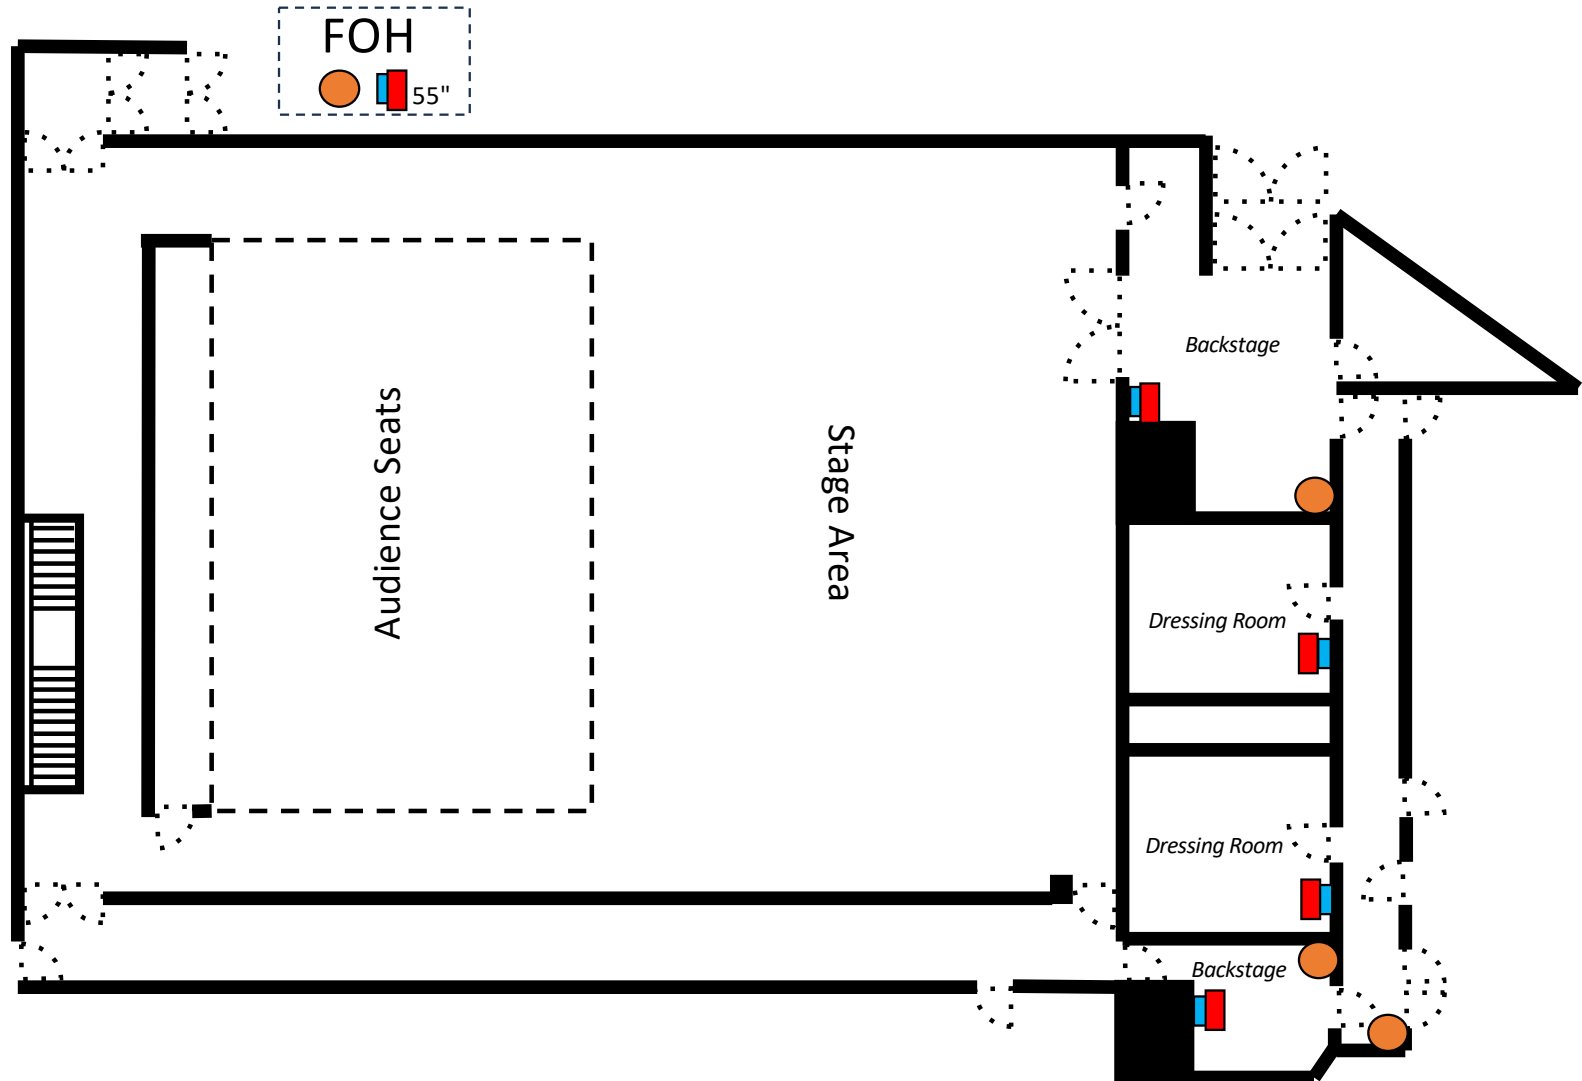 FOH
55"
Backstage
Audience Seats
Stage Area
Dressing Room
Dressing Room
Backstage